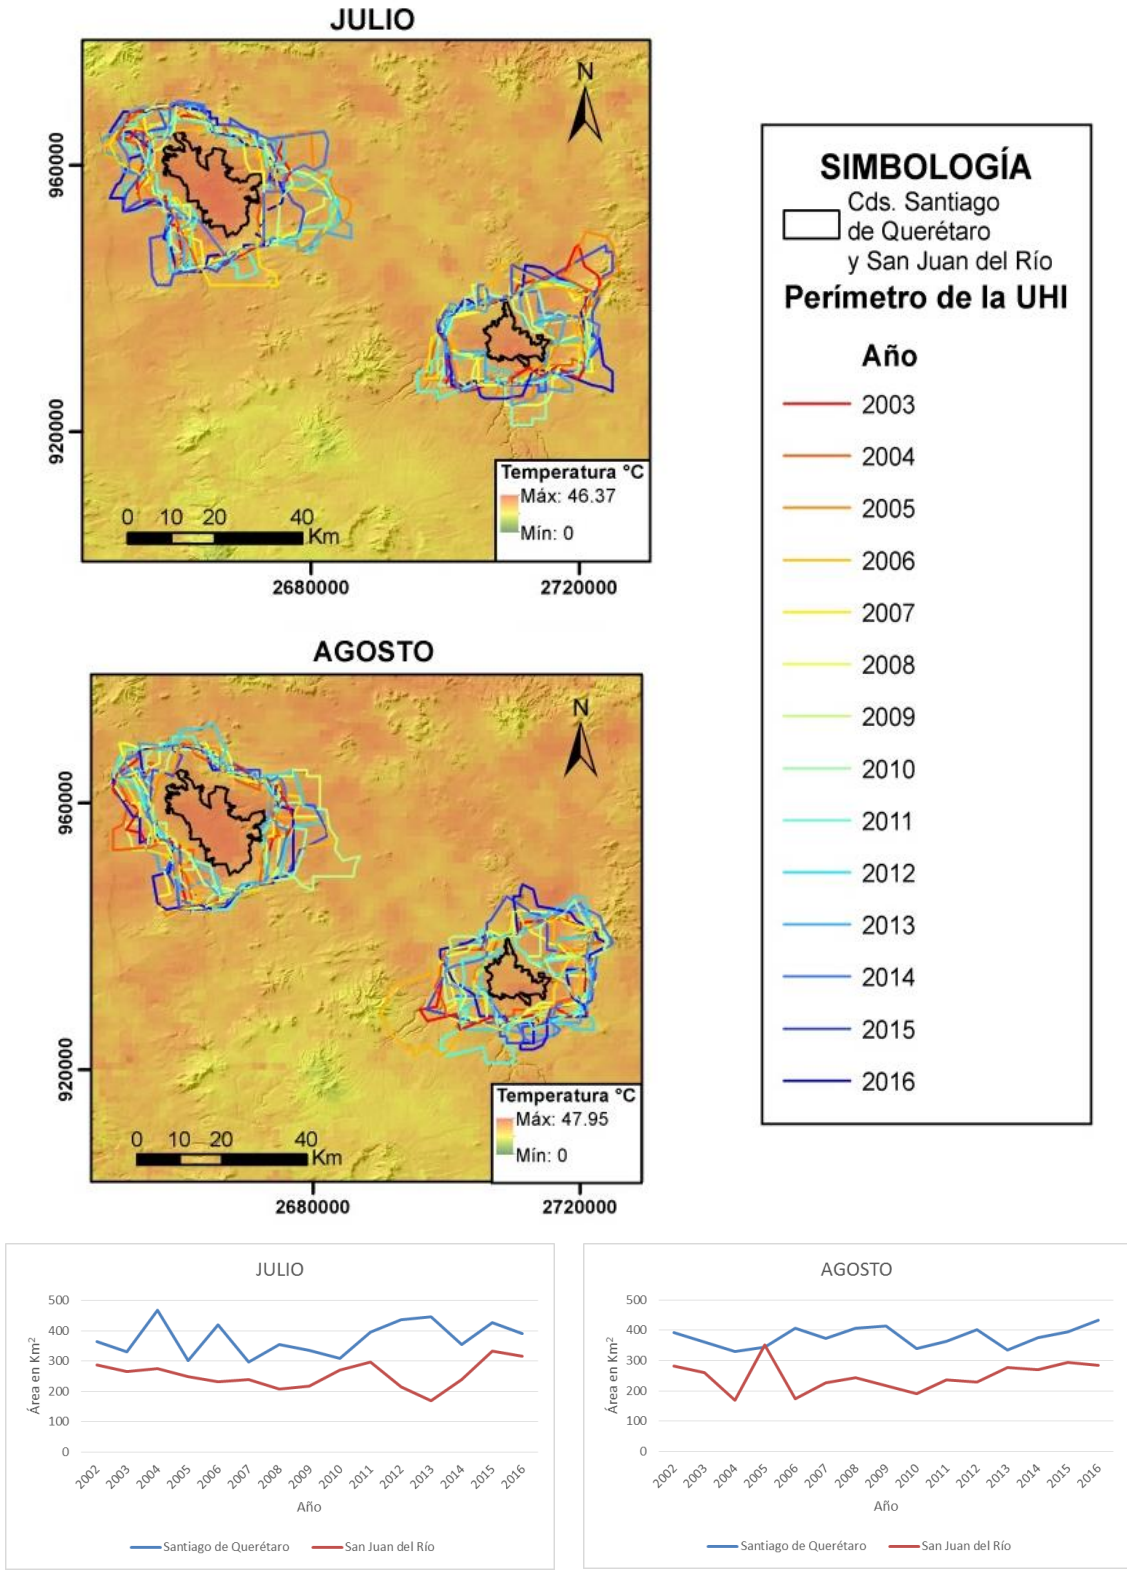 JULIO
N
960000
920000
Temperatura °C
Máx: 46.37
Mín: 0
0 10 20 40
Km
2680000 2720000
SIMBOLOGÍA
Cds. Santiago
de Querétaro
y San Juan del Río
Perímetro de la UHI
Año
2003
2004
2005
2006
2007
2008
2009
2010
2011
2012
2013
2014
2015
2016
AGOSTO
N
960000
920000
Temperatura °C
Máx: 47.95
Mín: 0
0 10 20 40
Km
2680000 2720000
JULIO
Área en Km²
500
400
300
200
100
0
2002 2003 2004 2005 2006 2007 2008 2009 2010 2011 2012 2013 2014 2015 2016
Año
Santiago de Querétaro San Juan del Río
AGOSTO
Área en Km²
500
400
300
200
100
0
2002 2003 2004 2005 2006 2007 2008 2009 2010 2011 2012 2013 2014 2015 2016
Año
Santiago de Querétaro San Juan del Río